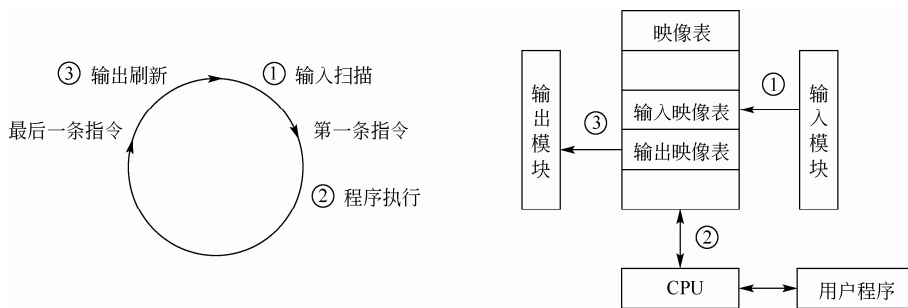 ③ 输出刷新
① 输入扫描
最后一条指令
第一条指令
② 程序执行
映像表
输出模块
③
输入映像表
输出映像表
①
输入模块
②
CPU
用户程序